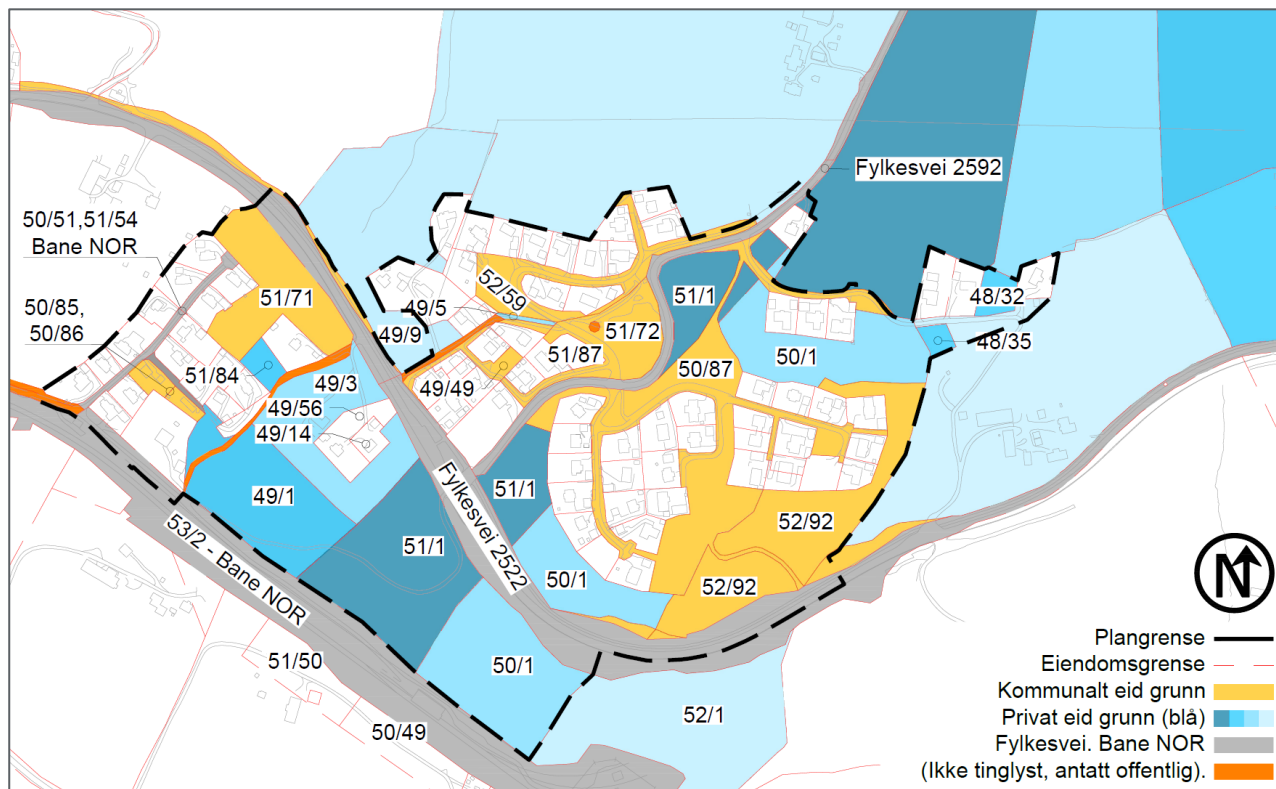 Fylkesvei 2592
50/51,51/54
Bane NOR
50/85,
50/86
51/71
52/59
49/5
49/9
51/1
51/72
48/32
48/35
51/84
49/3
51/87
50/87
50/1
49/49
49/56
49/14
49/1
51/1
Fylkesvei 2522
51/1
52/92
53/2 - Bane NOR
50/1
52/92
51/50
50/1
50/49
52/1
N
Plangrense
Eiendomsgrense
Kommunalt eid grunn
Privat eid grunn (blå)
Fylkesvei. Bane NOR
(Ikke tinglyst, antatt offentlig).